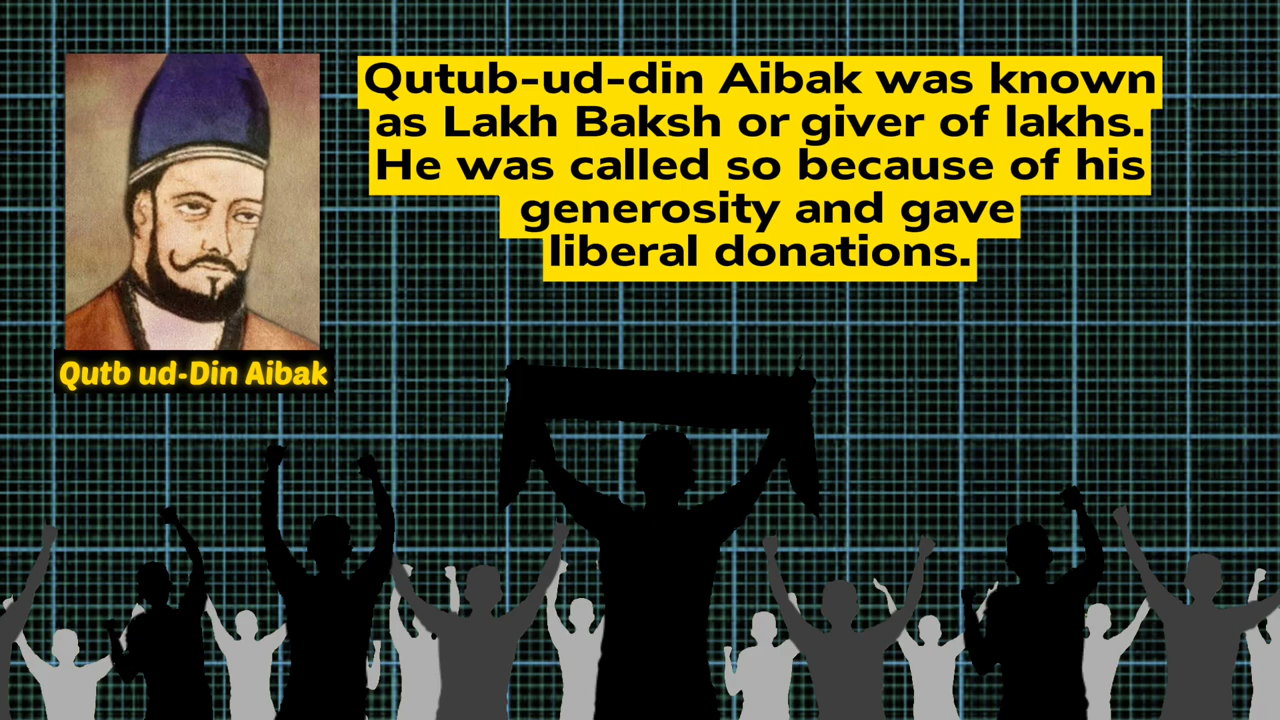 Qutub-ud-din Aibak was known
as Lakh Baksh or giver of lakhs.
He was called so because of his
generosity and gave
liberal donations.
Qutb ud-Din Aibak